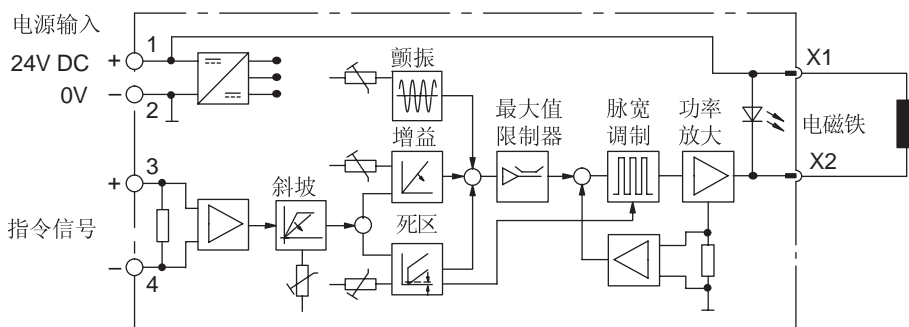 电源输入
+ 1
24V DC
0V
− 2
颤振
X1
增益
最大值
限制器
脉宽
调制
功率
放大
电磁铁
X2
+ 3
斜坡
死区
指令信号
− 4